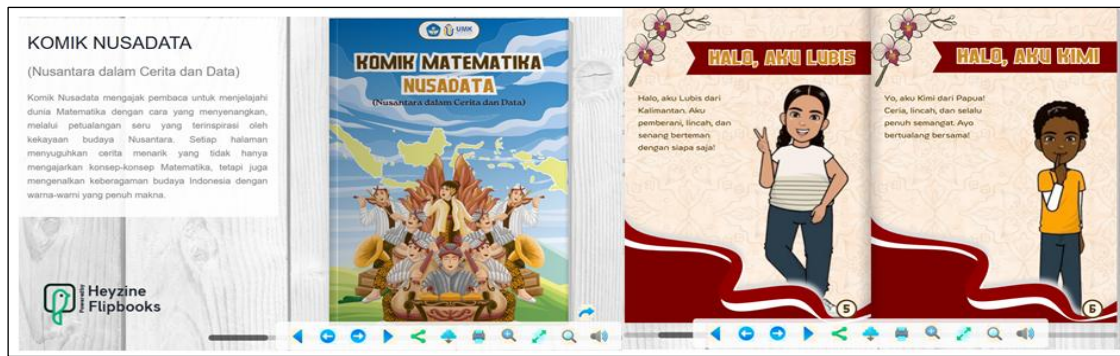 KOMIK NUSADATA
(Nusantara dalam Cerita dan Data)
Komik Nusadata mengajak pembaca untuk menjelajahi
dunia Matematika dengan cara yang menyenangkan,
melalui petualangan seru yang terinspirasi oleh
kekayaan budaya Nusantara. Setiap halaman
menyuguhkan cerita menarik yang tidak hanya
mengajarkan konsep-konsep Matematika, tetapi juga
mengenalkan keberagaman budaya Indonesia dengan
warna-warni yang penuh makna.
Powered by
Heyzine
Flipbooks
UMK
KOMIK MATEMATIKA
NUSADATA
(Nusantara dalam Cerita dan Data)
HALO, AKU LUBIS
Halo, aku Lubis dari
Kalimantan. Aku
pemberani, lincah, dan
senang berteman
dengan siapa saja!
5
HALO, AKU KIMI
Yo, aku Kimi dari Papua!
Ceria, lincah, dan selalu
penuh semangat. Ayo
bertualang bersama!
6